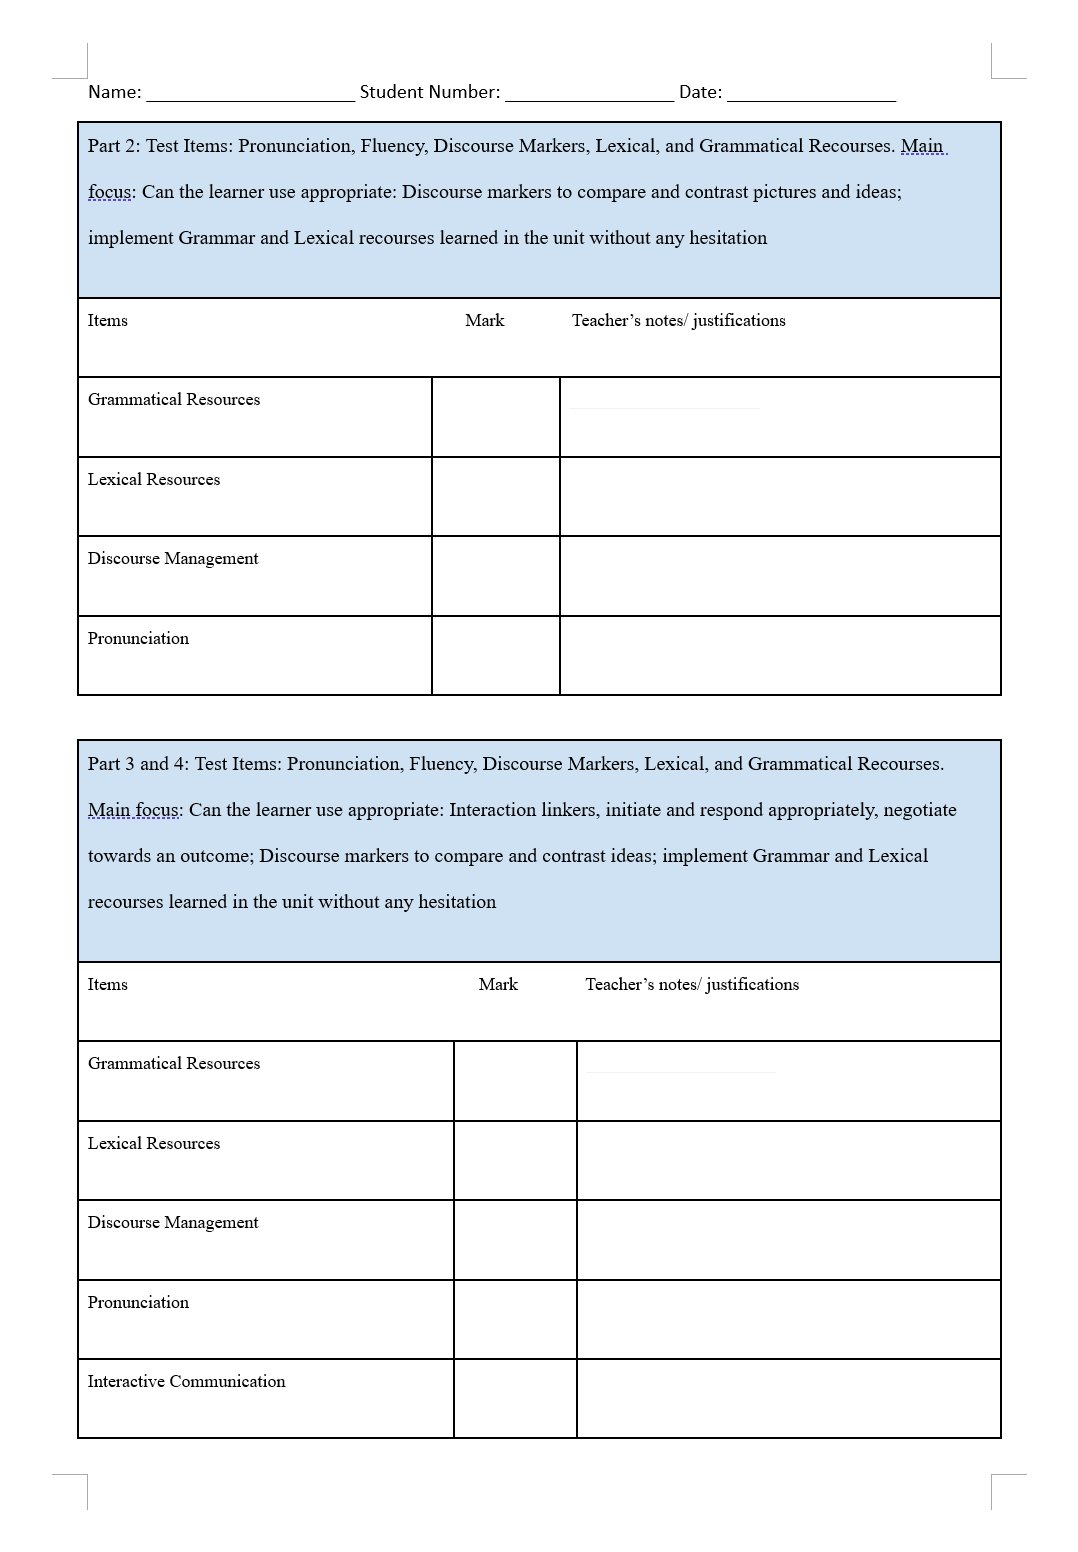 Name: _____________________ Student Number: _________________ Date: _________________
Part 2: Test Items: Pronunciation, Fluency, Discourse Markers, Lexical, and Grammatical Recourses. Main
focus: Can the learner use appropriate: Discourse markers to compare and contrast pictures and ideas;
implement Grammar and Lexical recourses learned in the unit without any hesitation
Items Mark Teacher’s notes/ justifications
Grammatical Resources
Lexical Resources
Discourse Management
Pronunciation
Part 3 and 4: Test Items: Pronunciation, Fluency, Discourse Markers, Lexical, and Grammatical Recourses.
Main focus: Can the learner use appropriate: Interaction linkers, initiate and respond appropriately, negotiate
towards an outcome; Discourse markers to compare and contrast ideas; implement Grammar and Lexical
recourses learned in the unit without any hesitation
Items Mark Teacher’s notes/ justifications
Grammatical Resources
Lexical Resources
Discourse Management
Pronunciation
Interactive Communication